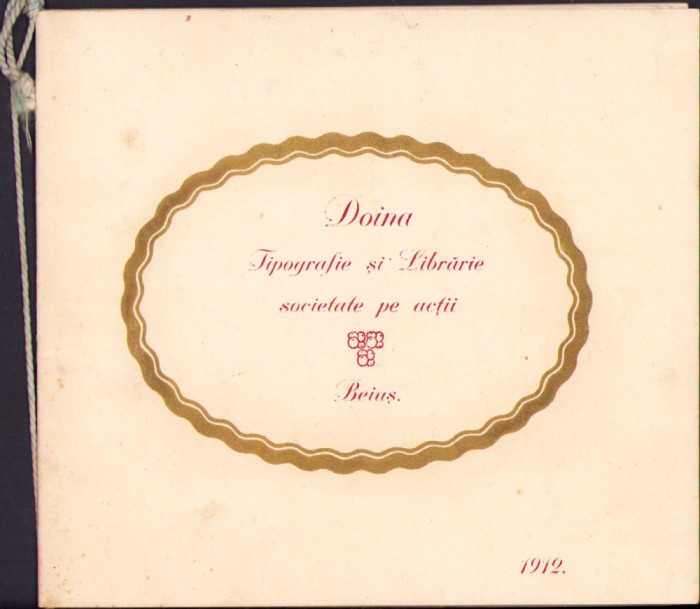 Doina
Tipografie și Librărie
societate pe acții
Beiuș.
1912.